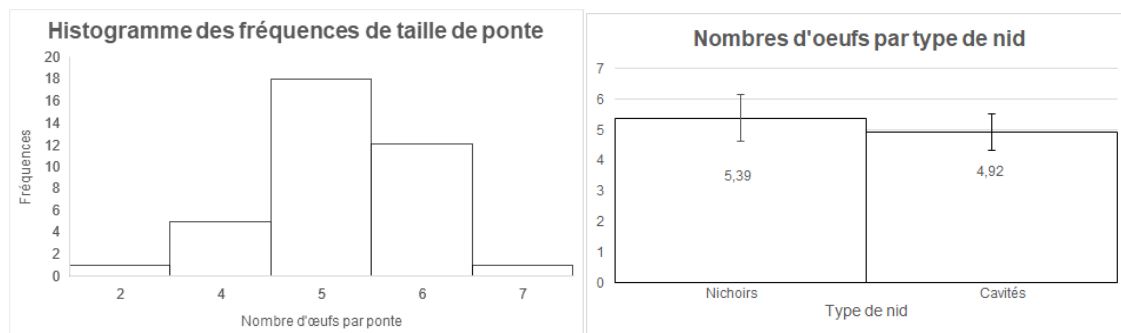 Histogramme des fréquences de taille de ponte
20
18
16
14
12
10
8
6
4
2
0
Fréquences
2 4 5 6 7
Nombre d'œufs par ponte
Nombres d'oeufs par type de nid
7
6
5
4
3
2
1
0
5,39 4,92
Nichoirs Cavités
Type de nid